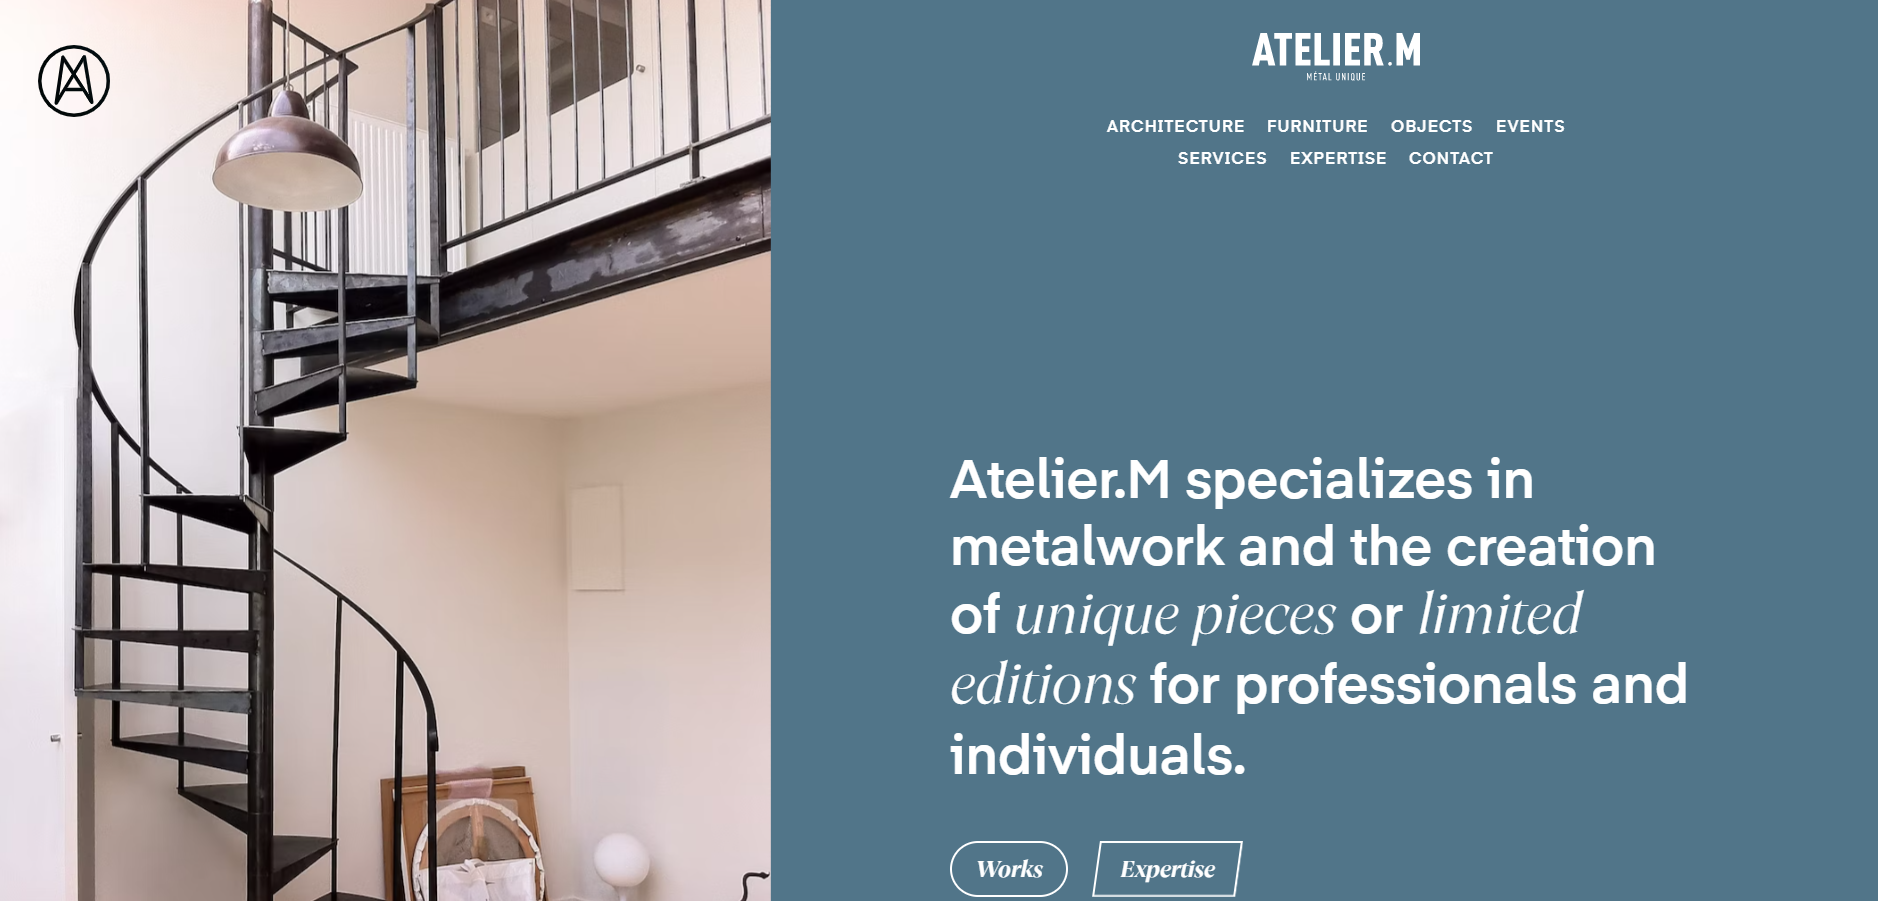 ATELIER.M
MÉTAL UNIQUE
ARCHITECTURE FURNITURE OBJECTS EVENTS
SERVICES EXPERTISE CONTACT
Atelier.M specializes in
metalwork and the creation
of unique pieces or limited
editions for professionals and
individuals.
Works Expertise